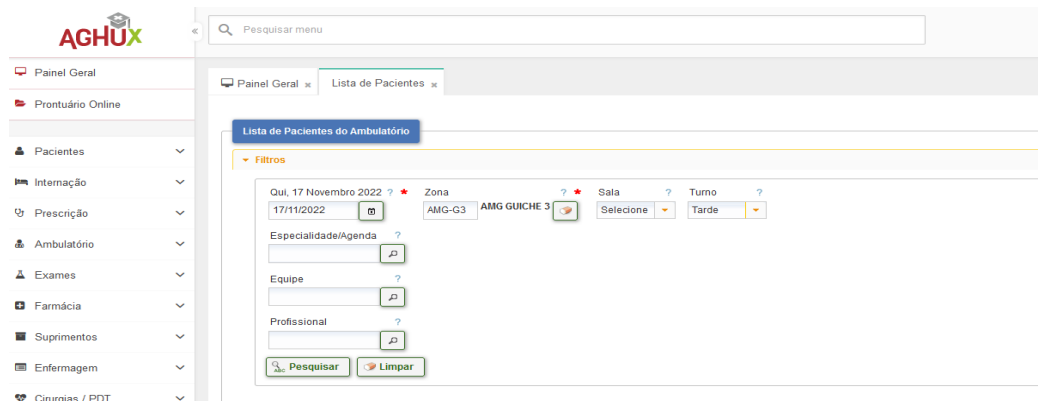 AGHUX
«
Pesquisar menu
Painel Geral
Prontuário Online
Pacientes
Internação
Prescrição
Ambulatório
Exames
Farmácia
Suprimentos
Enfermagem
Cirurgias / PDT
Painel Geral x Lista de Pacientes x
Lista de Pacientes do Ambulatório
Filtros
Qui, 17 Novembro 2022 ? * Zona ? * Sala ? Turno ?
17/11/2022 AMG-G3 AMG GUICHE 3 Selecione Tarde
Especialidade/Agenda ?
Equipe ?
Profissional ?
ABC Pesquisar Limpar